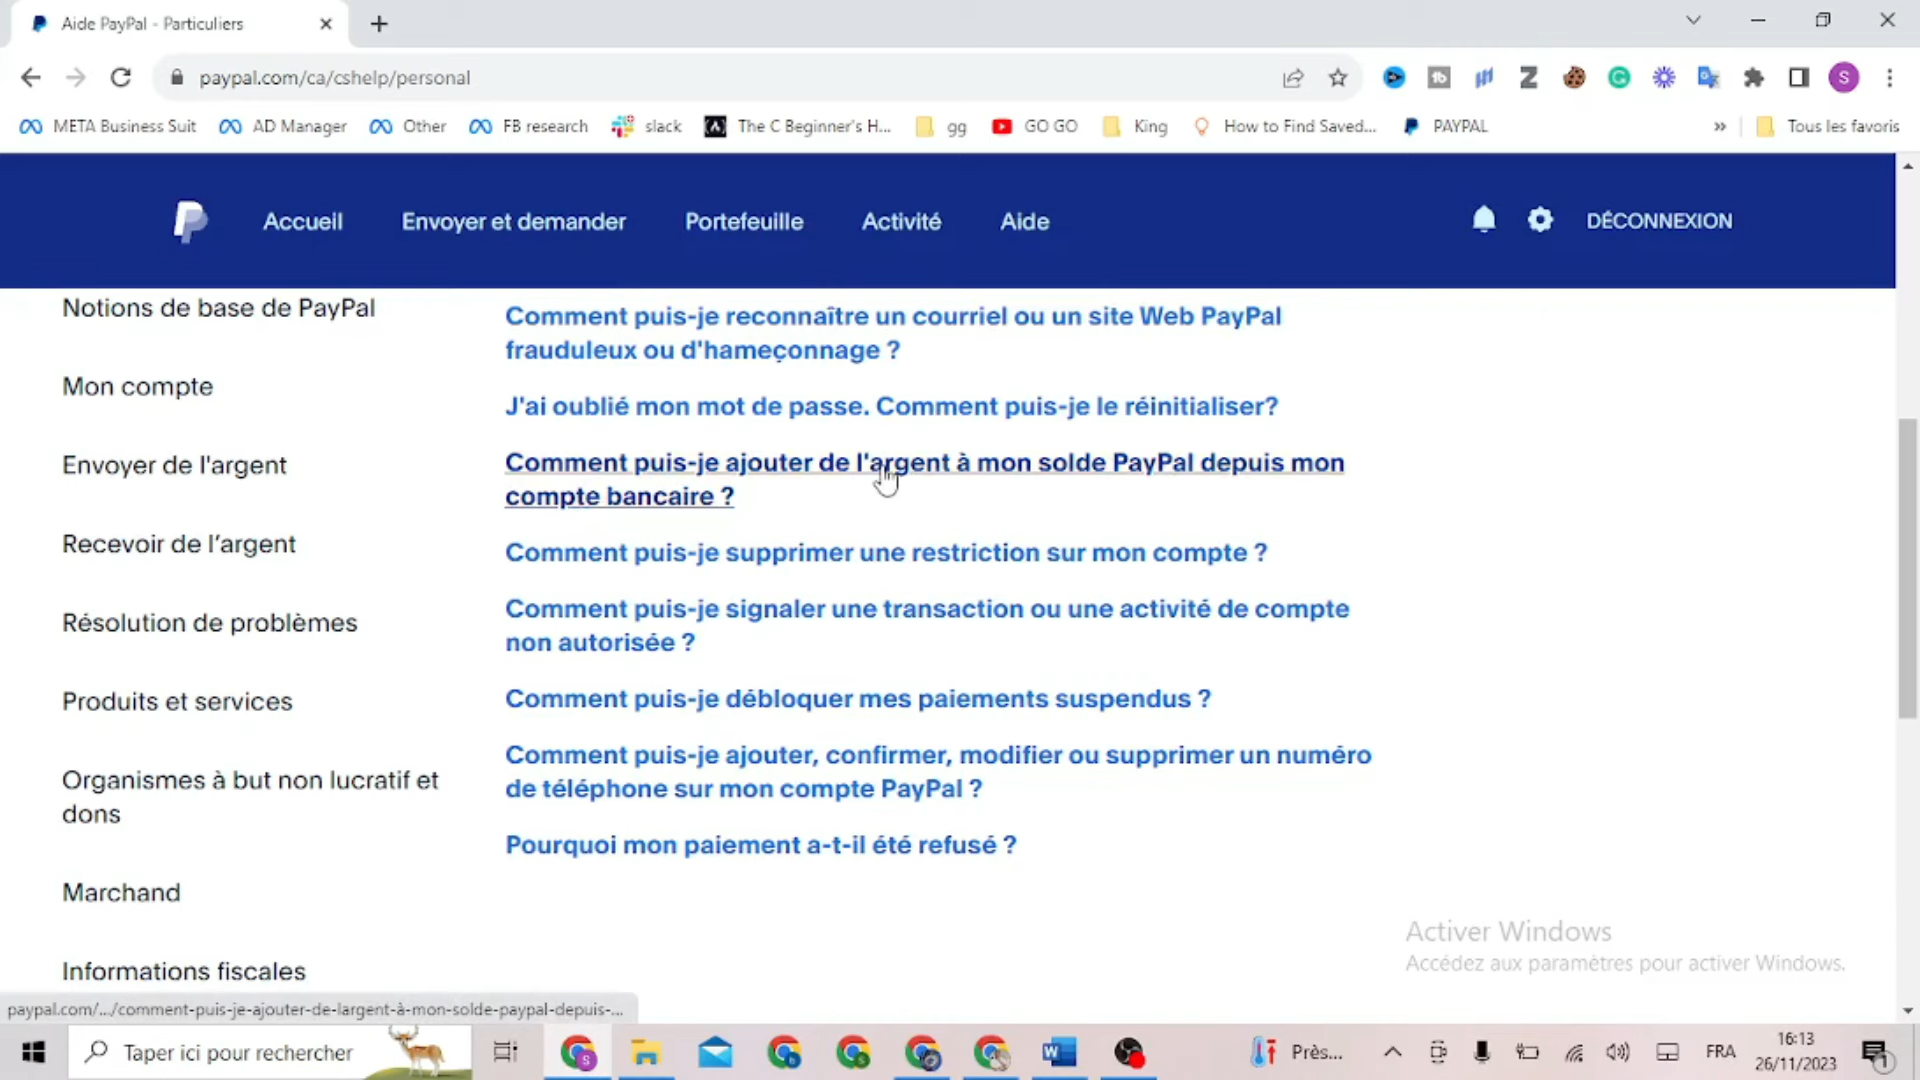 Aide PayPal - Particuliers
paypal.com/ca/cshelp/personal
S
META Business Suit
AD Manager
Other
FB research
slack
The C Beginner's H...
gg
GO GO
King
How to Find Saved...
PAYPAL
»
Tous les favoris
Accueil
Envoyer et demander
Portefeuille
Activité
Aide
DÉCONNEXION
Notions de base de PayPal
Mon compte
Envoyer de l'argent
Recevoir de l’argent
Résolution de problèmes
Produits et services
Organismes à but non lucratif et
dons
Marchand
Informations fiscales
Comment puis-je reconnaître un courriel ou un site Web PayPal
frauduleux ou d'hameçonnage ?
J'ai oublié mon mot de passe. Comment puis-je le réinitialiser?
Comment puis-je ajouter de l'argent à mon solde PayPal depuis mon
compte bancaire ?
Comment puis-je supprimer une restriction sur mon compte ?
Comment puis-je signaler une transaction ou une activité de compte
non autorisée ?
Comment puis-je débloquer mes paiements suspendus ?
Comment puis-je ajouter, confirmer, modifier ou supprimer un numéro
de téléphone sur mon compte PayPal ?
Pourquoi mon paiement a-t-il été refusé ?
Activer Windows
Accédez aux paramètres pour activer Windows.
paypal.com/.../comment-puis-je-ajouter-de-largent-à-mon-solde-paypal-depuis-...
Taper ici pour rechercher
Près...
FRA
16:13
26/11/2023
1